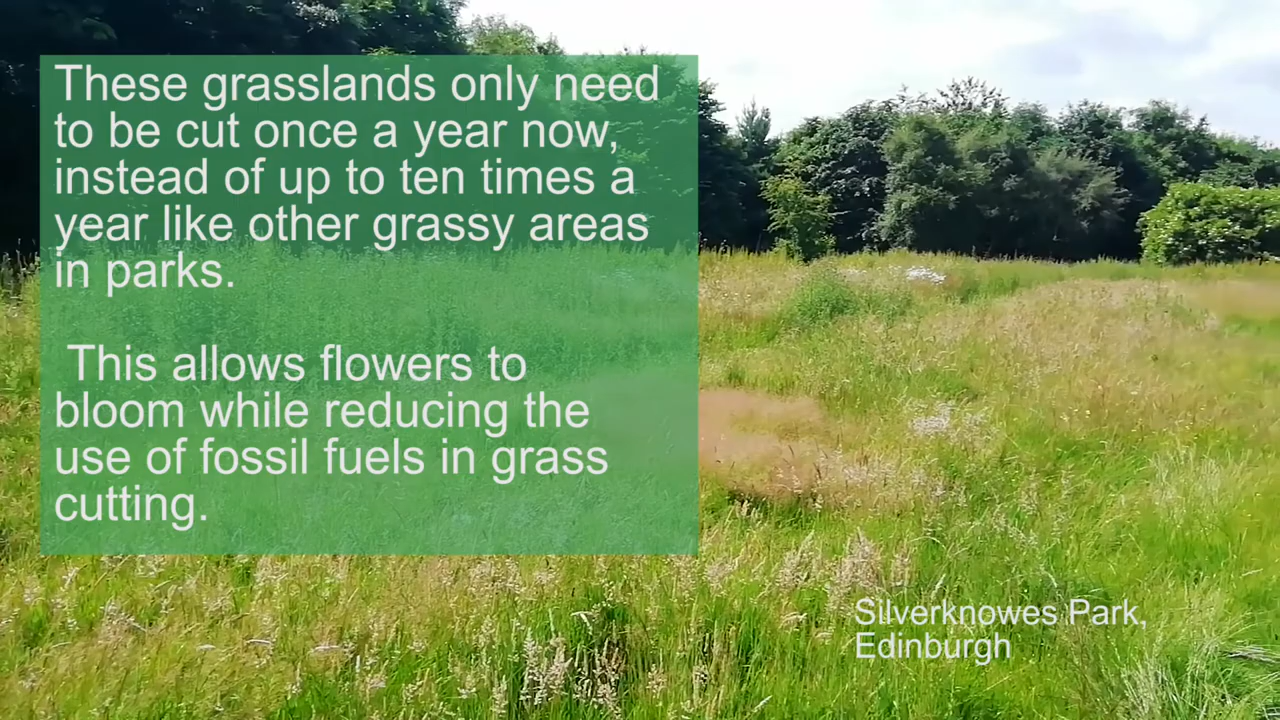 These grasslands only need
to be cut once a year now,
instead of up to ten times a
year like other grassy areas
in parks.
This allows flowers to
bloom while reducing the
use of fossil fuels in grass
cutting.
Silverknowes Park,
Edinburgh